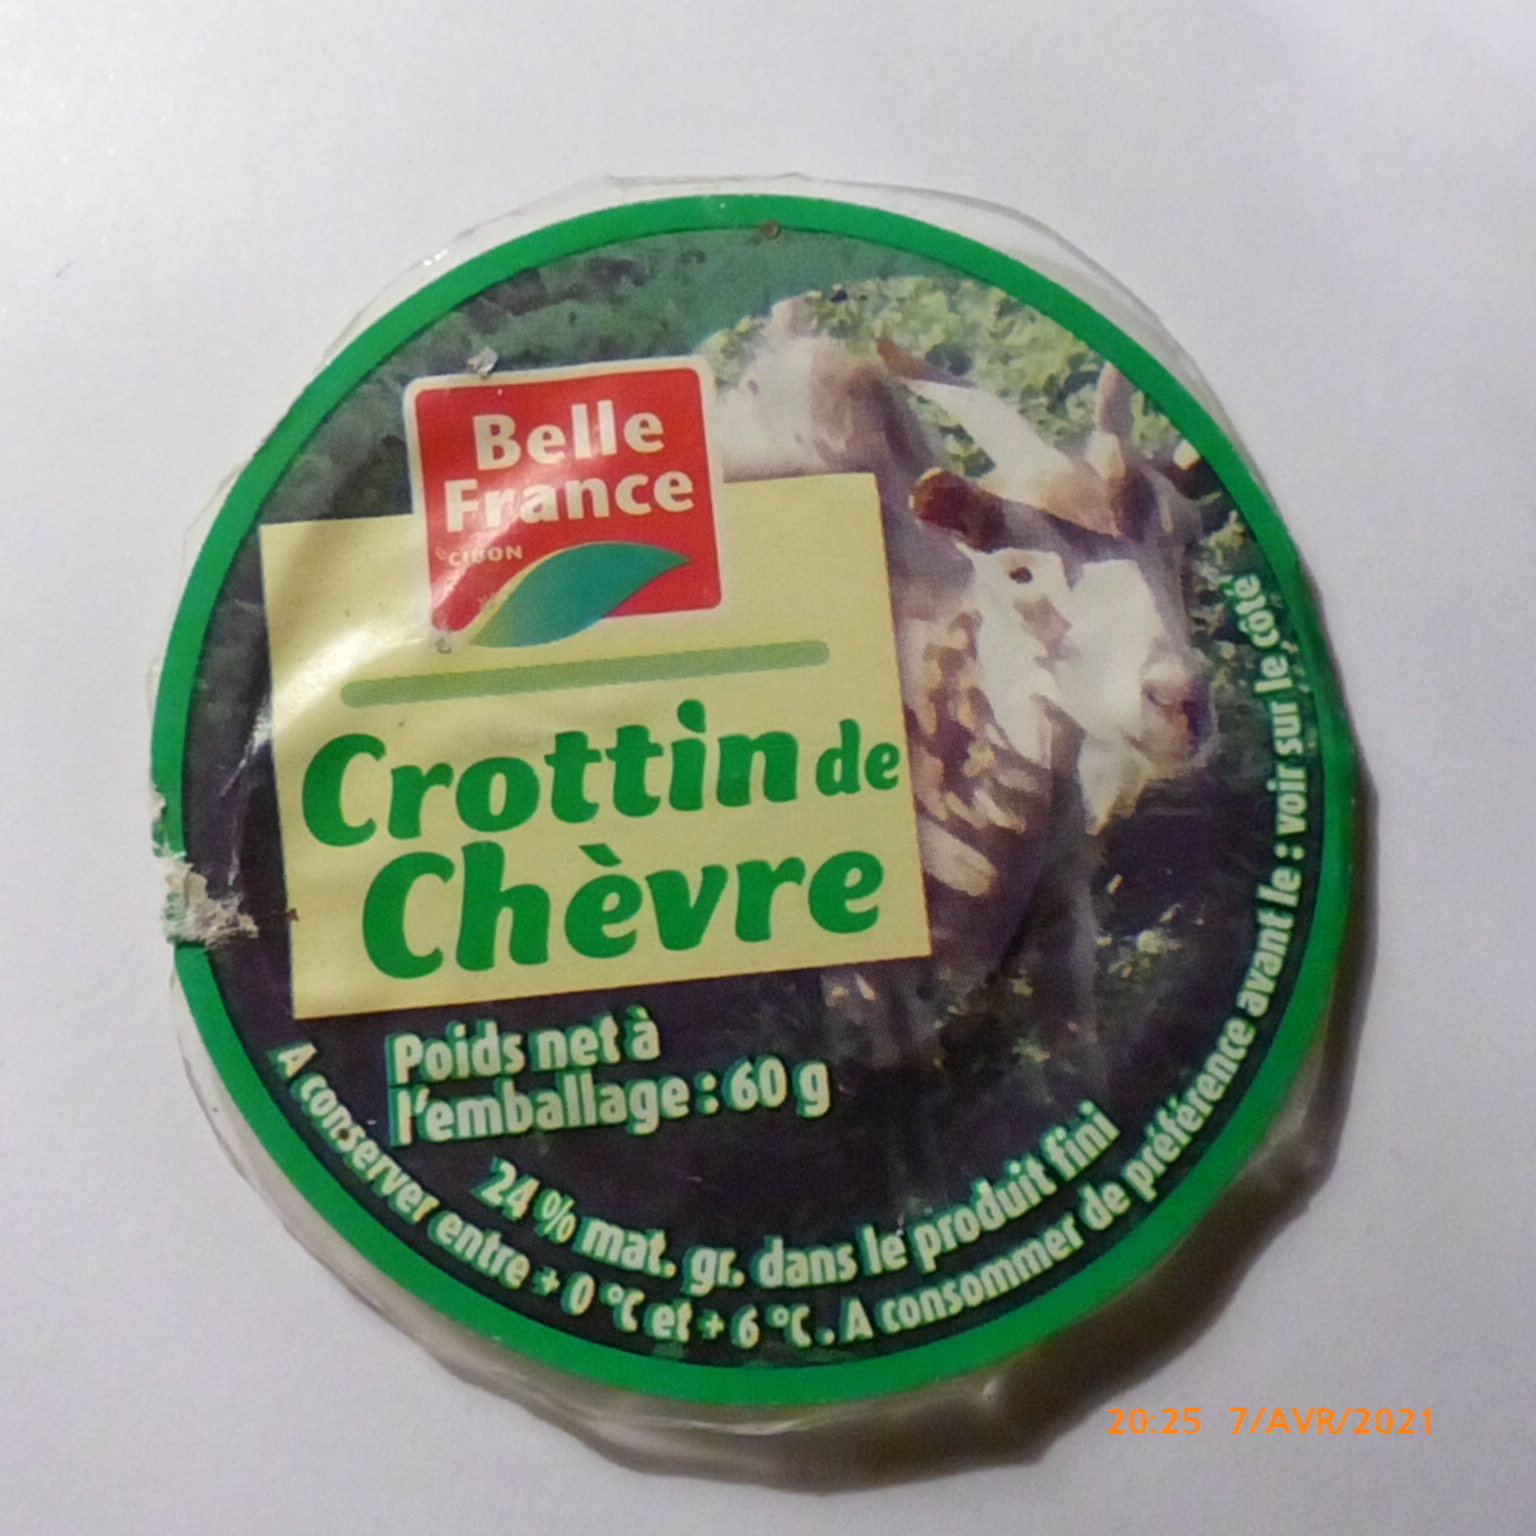 Belle
France
Crottin de
Chèvre
Poids net à
l'emballage : 60 g
24 % mat. gr. dans le produit fini
A conserver entre + 0 °C et + 6 °C . A consommer de préférence avant le : voir sur le côté
20:25 7/AVR/2021